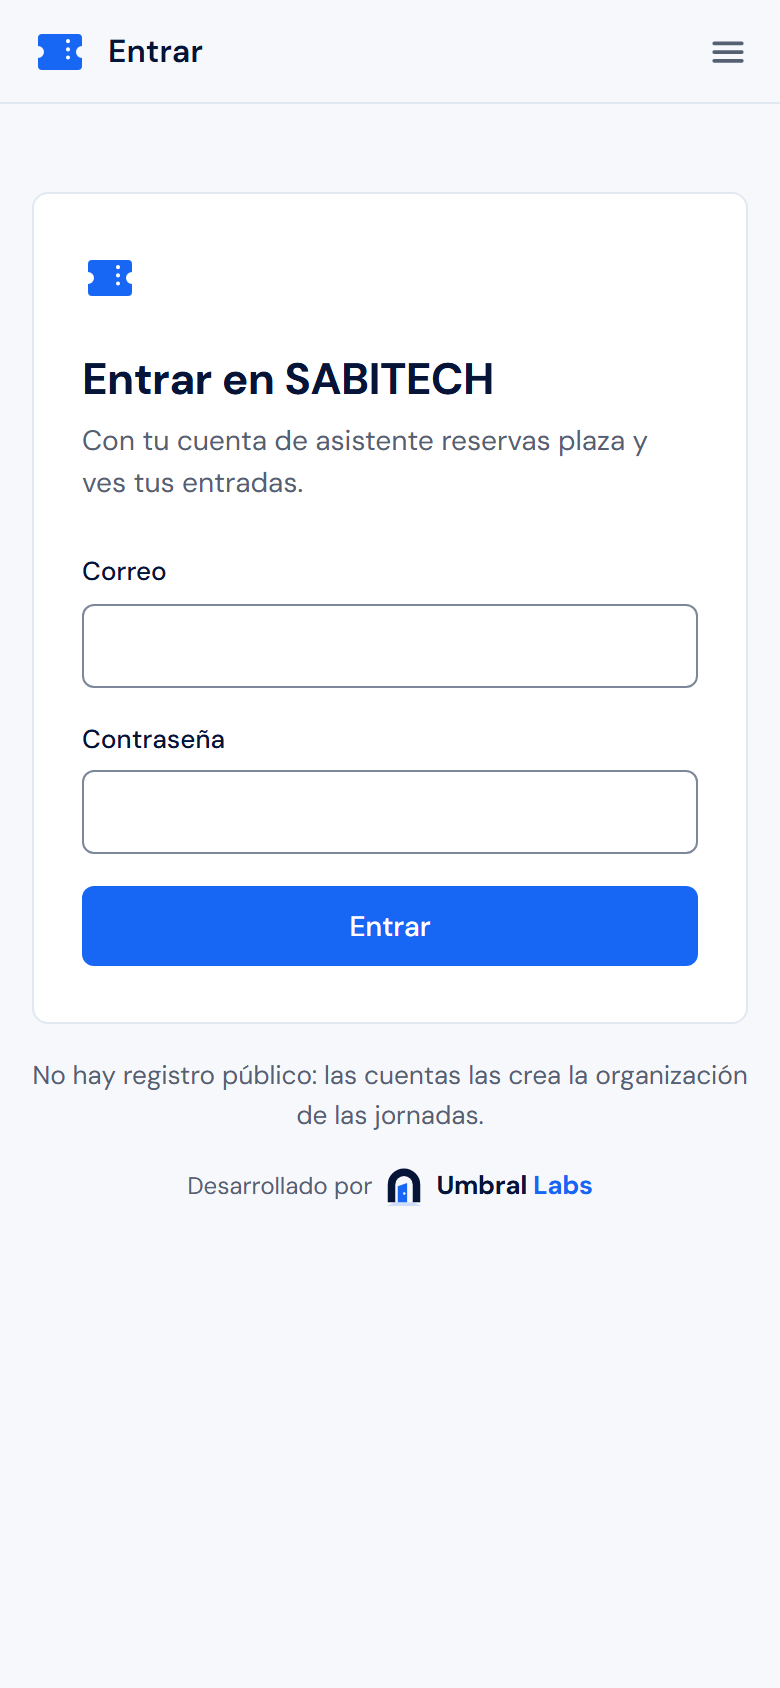 Entrar
Entrar en SABITECH
Con tu cuenta de asistente reservas plaza y
ves tus entradas.
Correo
Contraseña
Entrar
No hay registro público: las cuentas las crea la organización
de las jornadas.
Desarrollado por Umbral Labs